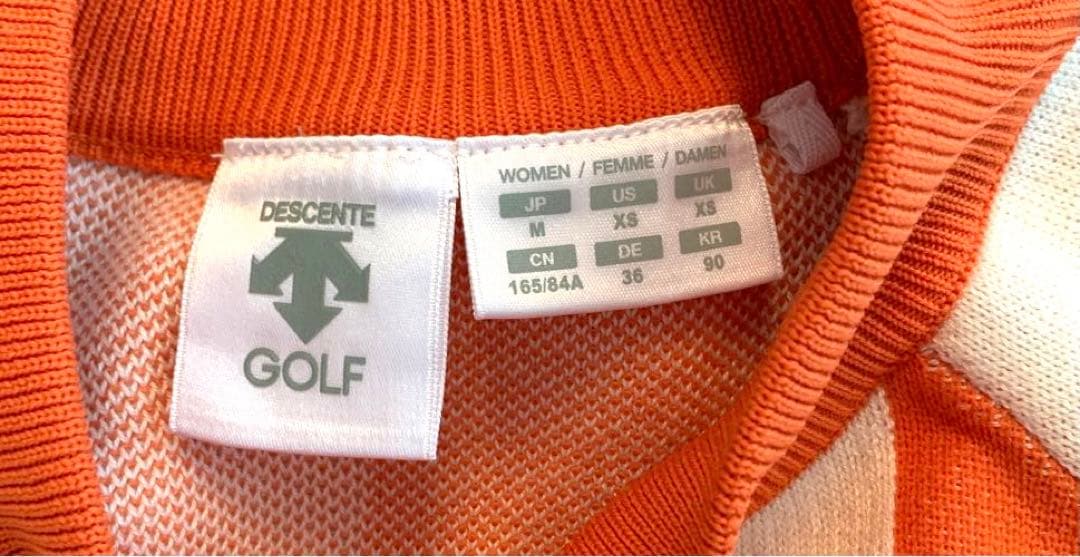 DESCENTE
GOLF
WOMEN / FEMME / DAMEN
JP US UK
M XS XS
CN DE KR
165/84A 36 90